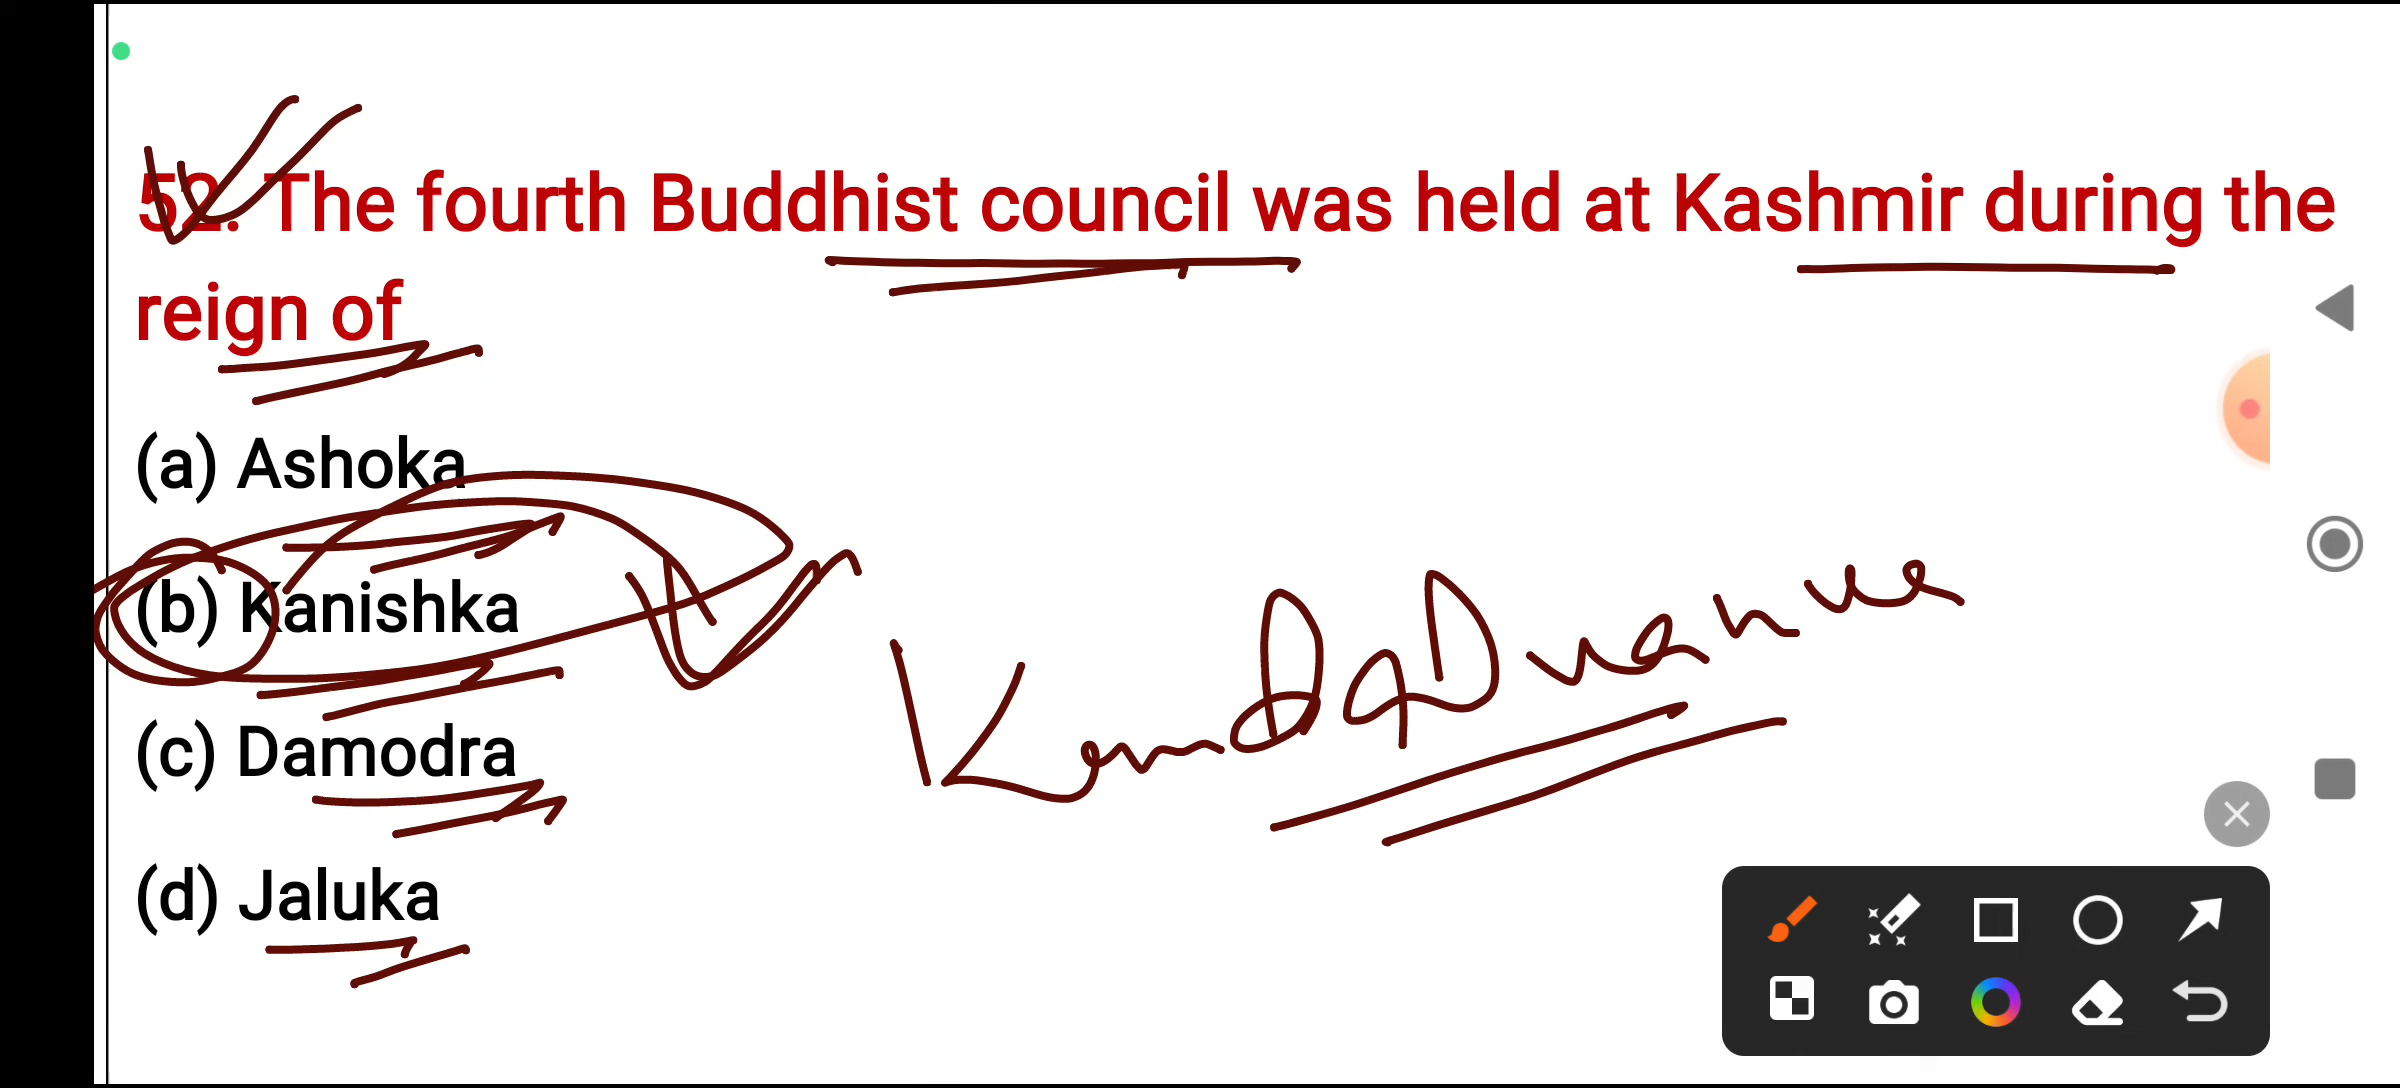 52. The fourth Buddhist council was held at Kashmir during the
reign of
(a) Ashoka
(b) Kanishka
(c) Damodra
(d) Jaluka